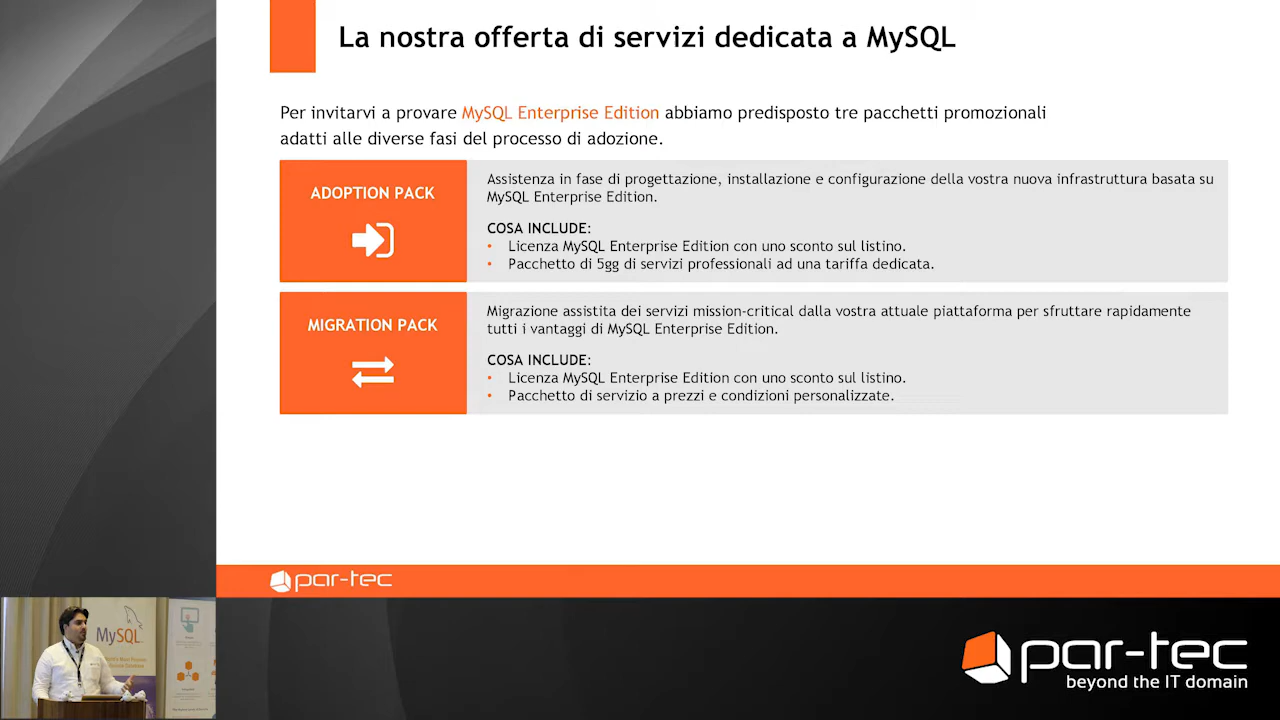 La nostra offerta di servizi dedicata a MySQL
Per invitarvi a provare MySQL Enterprise Edition abbiamo predisposto tre pacchetti promozionali
adatti alle diverse fasi del processo di adozione.
ADOPTION PACK
Assistenza in fase di progettazione, installazione e configurazione della vostra nuova infrastruttura basata su
MySQL Enterprise Edition.
COSA INCLUDE:
• Licenza MySQL Enterprise Edition con uno sconto sul listino.
• Pacchetto di 5gg di servizi professionali ad una tariffa dedicata.
MIGRATION PACK
Migrazione assistita dei servizi mission-critical dalla vostra attuale piattaforma per sfruttare rapidamente
tutti i vantaggi di MySQL Enterprise Edition.
COSA INCLUDE:
• Licenza MySQL Enterprise Edition con uno sconto sul listino.
• Pacchetto di servizio a prezzi e condizioni personalizzate.
par-tec
MySQL
par-tec
beyond the IT domain